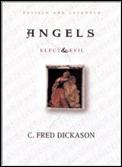 REVISED AND EXPANDED
ANGELS
ELECT & EVIL
C. FRED DICKASON